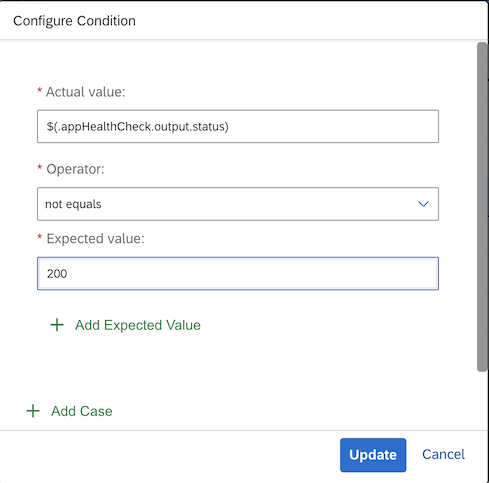 Configure Condition
* Actual value:
$(.appHealthCheck.output.status)
* Operator:
not equals
* Expected value:
200
+ Add Expected Value
+ Add Case
Update Cancel